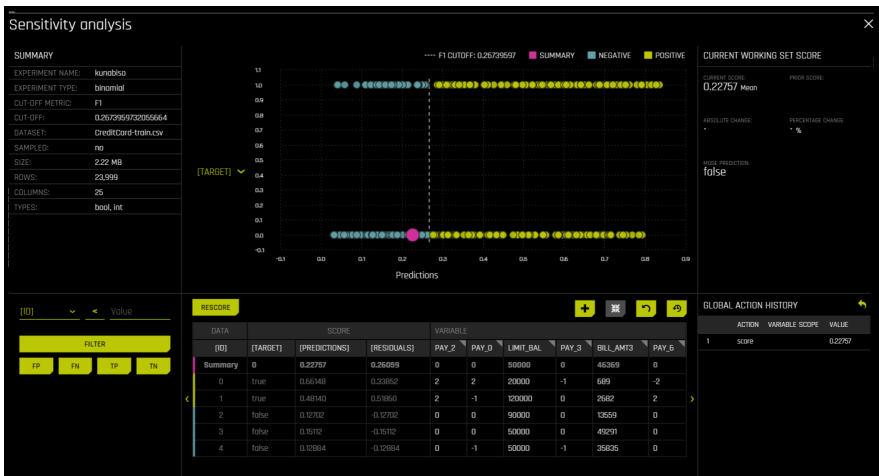 Sensitivity analysis
SUMMARY
EXPERIMENT NAME: kunabiso
EXPERIMENT TYPE: binomial
CUT-OFF METRIC: F1
CUT-OFF: 0.2673959732055664
DATASET: CreditCard-train.csv
SAMPLED: no
SIZE: 2.22 MB
ROWS: 23,999
COLUMNS: 25
TYPES: bool, int
F1 CUTOFF: 0.26739597 SUMMARY NEGATIVE POSITIVE
[TARGET]
1.1
1.0
0.9
0.8
0.7
0.6
0.5
0.4
0.3
0.2
0.1
0.0
-0.1
-0.1 0.0 0.1 0.2 0.3 0.4 0.5 0.6 0.7 0.8 0.9
Predictions
CURRENT WORKING SET SCORE
CURRENT SCORE: PRIOR SCORE:
0.22757 Mean
ABSOLUTE CHANGE: PERCENTAGE CHANGE:
- - %
MODE PREDICTION:
false
[ID] < Value
FILTER
FP FN TP TN
RESCORE
DATA SCORE VARIABLE
[ID] [TARGET] [PREDICTIONS] [RESIDUALS] PAY_2 PAY_0 LIMIT_BAL PAY_3 BILL_AMT3 PAY_6
Summary 0 0.22757 0.26059 0 0 50000 0 46369 0
0 true 0.66148 0.33852 2 2 20000 -1 689 -2
1 true 0.48140 0.51860 2 -1 120000 0 2682 2
2 false 0.12702 -0.12702 0 0 90000 0 13559 0
3 false 0.15112 -0.15112 0 0 50000 0 49291 0
4 false 0.12884 -0.12884 0 -1 50000 -1 35835 0
GLOBAL ACTION HISTORY
ACTION VARIABLE SCOPE VALUE
1 score 0.22757